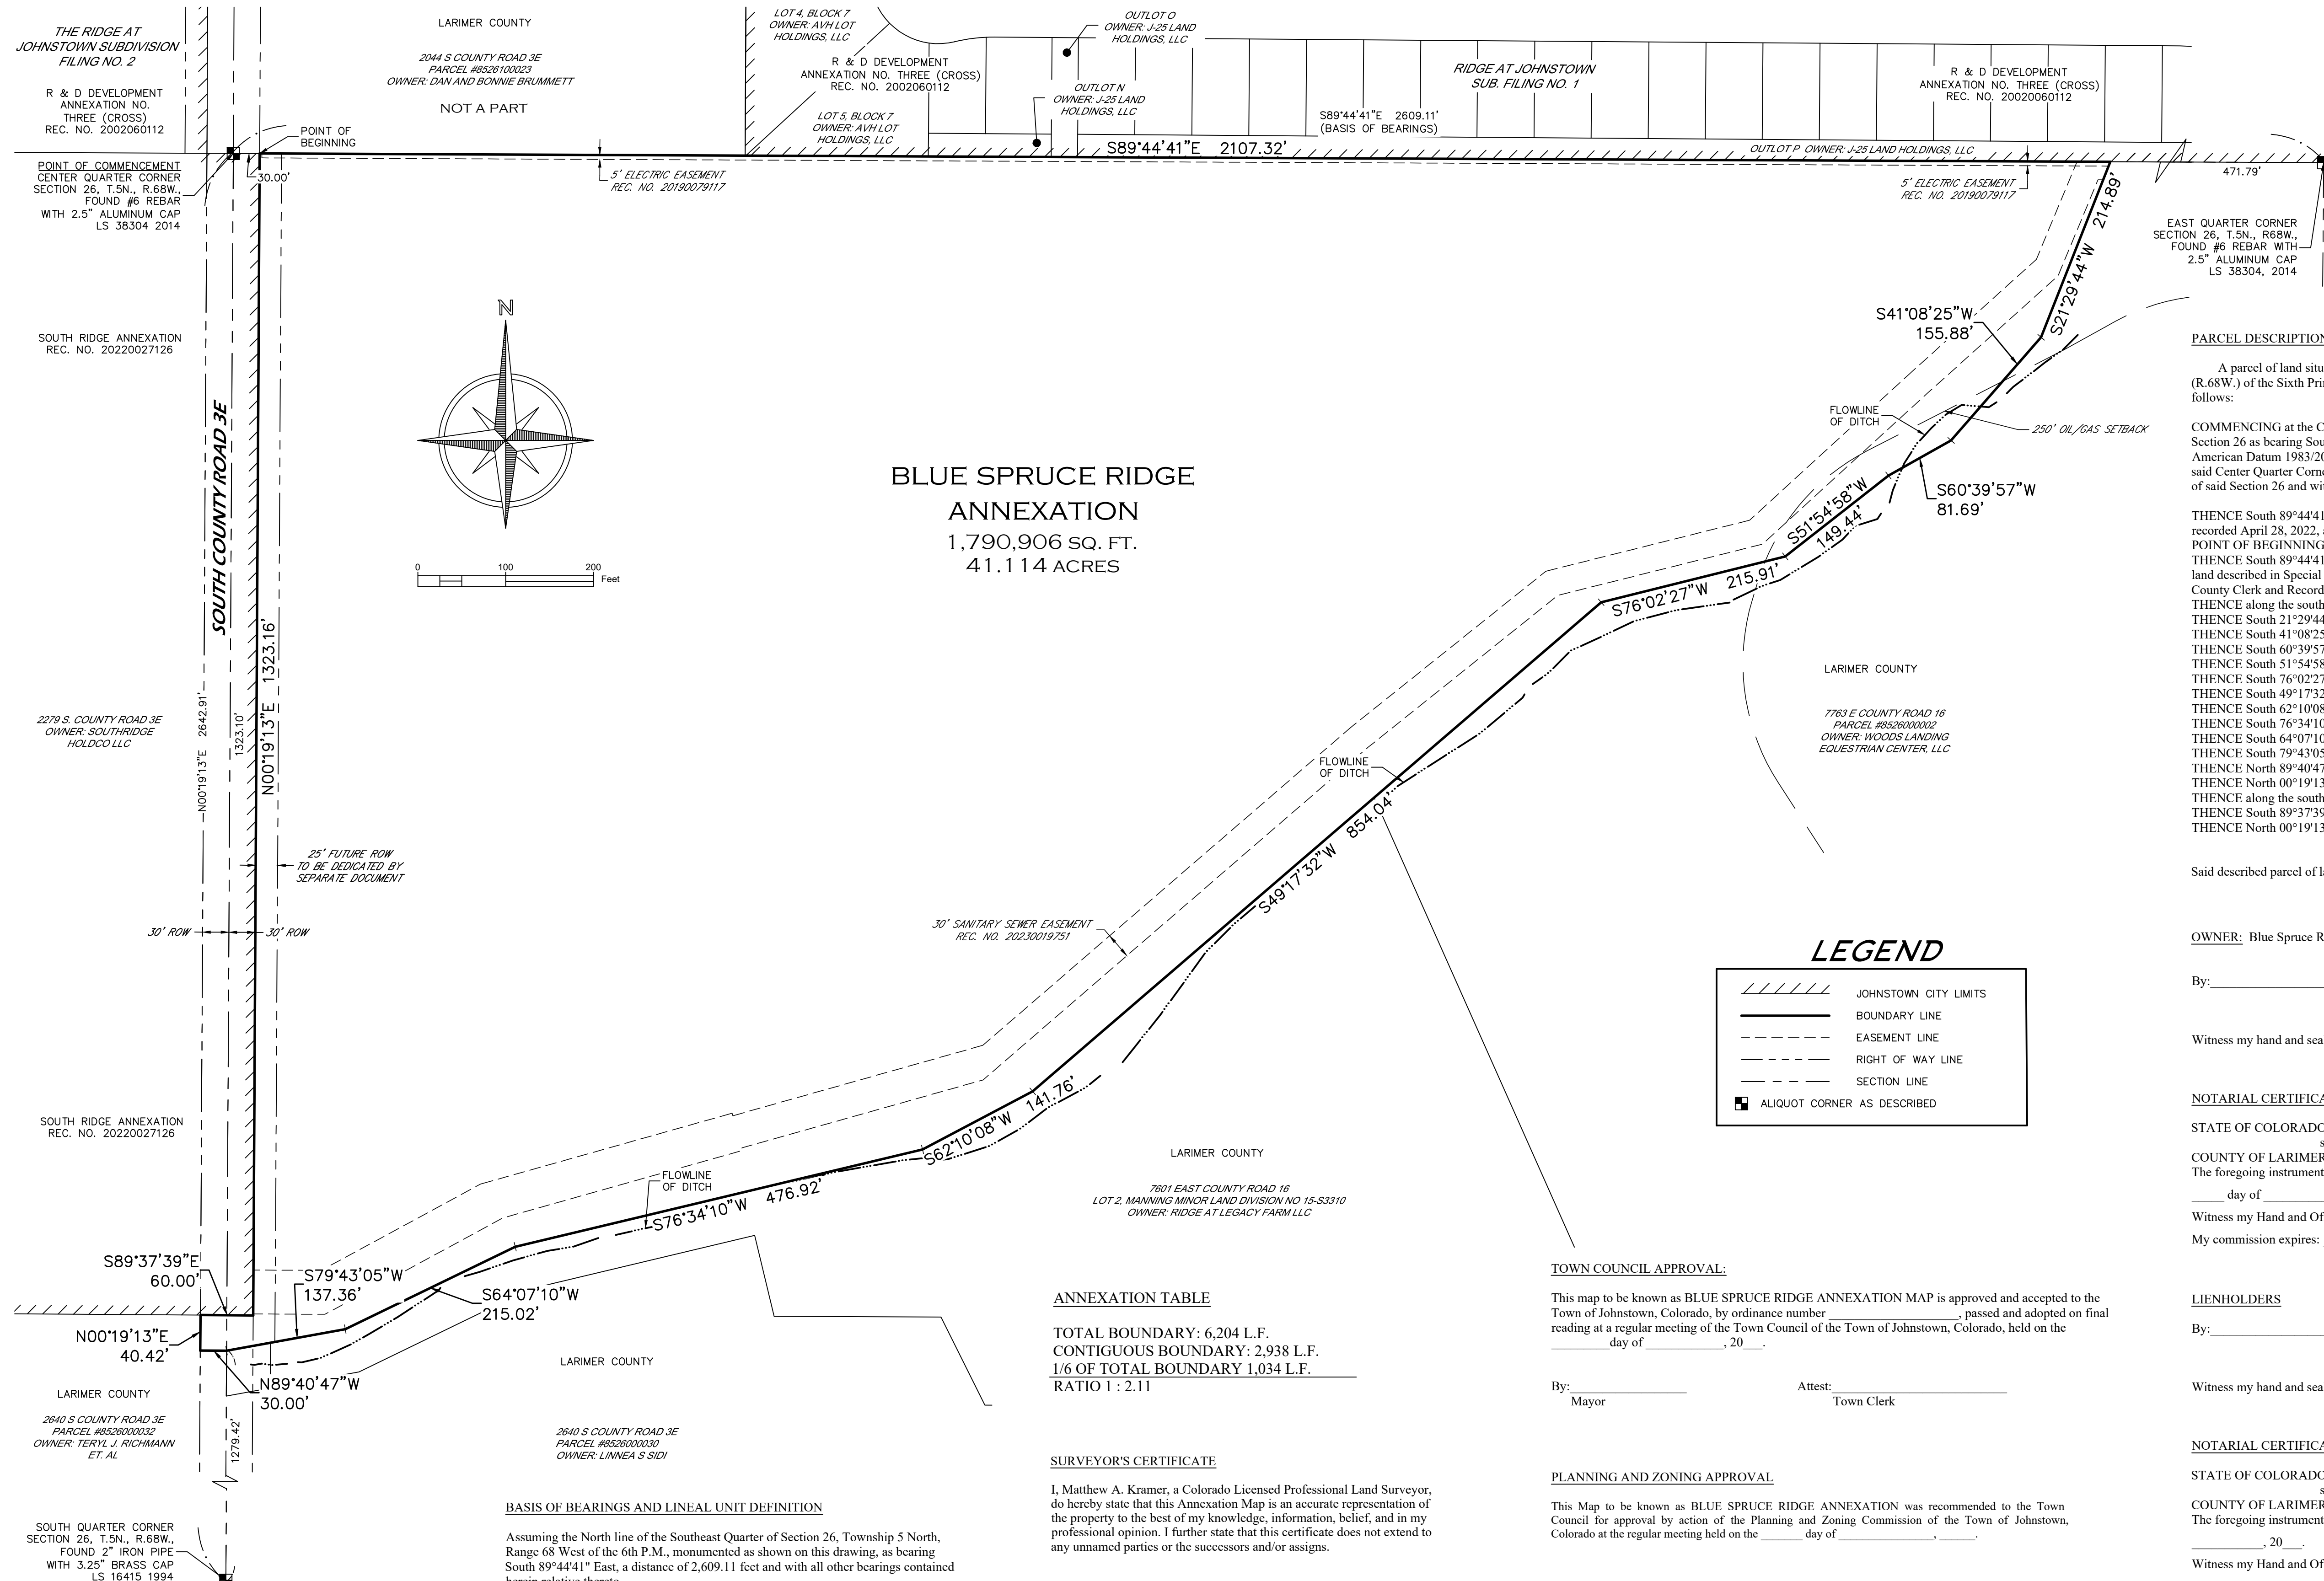 THE RIDGE AT
JOHNSTOWN SUBDIVISION
FILING NO. 2
R & D DEVELOPMENT
ANNEXATION NO.
THREE (CROSS)
REC. NO. 20020060112
LARIMER COUNTY
2044 S COUNTY ROAD 3E
PARCEL #8526100023
OWNER: DAN AND BONNIE BRUMMETT
NOT A PART
LOT 4, BLOCK 7
OWNER: AVH LOT
HOLDINGS, LLC
R & D DEVELOPMENT
ANNEXATION NO. THREE (CROSS)
REC. NO. 2002060112
LOT 5, BLOCK 7
OWNER: AVH LOT
HOLDINGS, LLC
OUTLOT O
OWNER: J-25 LAND
HOLDINGS, LLC
OUTLOT N
OWNER: J-25 LAND
HOLDINGS, LLC
S89°44'41"E 2609.11'
(BASIS OF BEARINGS)
RIDGE AT JOHNSTOWN
SUB. FILING NO. 1
R & D DEVELOPMENT
ANNEXATION NO. THREE (CROSS)
REC. NO. 2002060112
POINT OF
BEGINNING
POINT OF COMMENCEMENT
CENTER QUARTER CORNER
SECTION 26, T.5N., R.68W.,
FOUND #6 REBAR
WITH 2.5" ALUMINUM CAP
LS 38304 2014
30.00'
S89°44'41"E 2107.32'
OUTLOT P OWNER: J-25 LAND HOLDINGS, LLC
5' ELECTRIC EASEMENT
REC. NO. 20190079117
5' ELECTRIC EASEMENT
REC. NO. 20190079117
471.79'
EAST QUARTER CORNER
SECTION 26, T.5N., R68W.,
FOUND #6 REBAR WITH
2.5" ALUMINUM CAP
LS 38304, 2014
S21°29'44"W 214.89'
S41°08'25"W
155.88'
SOUTH RIDGE ANNEXATION
REC. NO. 20220027126
N
0 100 200
Feet
SOUTH COUNTY ROAD 3E
BLUE SPRUCE RIDGE
ANNEXATION
1,790,906 SQ. FT.
41.114 ACRES
FLOWLINE
OF DITCH
250' OIL/GAS SETBACK
S60°39'57"W
81.69'
S51°54'58"W
149.44'
S76°02'27"W 215.91'
LARIMER COUNTY
7763 E COUNTY ROAD 16
PARCEL #8526000002
OWNER: WOODS LANDING
EQUESTRIAN CENTER, LLC
2279 S. COUNTY ROAD 3E
OWNER: SOUTHRIDGE
HOLDCO LLC
N00°19'13"E 2642.91'
1323.10'
N00°19'13"E 1323.16'
25' FUTURE ROW
TO BE DEDICATED BY
SEPARATE DOCUMENT
30' ROW
30' ROW
FLOWLINE
OF DITCH
S49°17'32"W 854.04'
30' SANITARY SEWER EASEMENT
REC. NO. 20230019751
LEGEND
JOHNSTOWN CITY LIMITS
BOUNDARY LINE
EASEMENT LINE
RIGHT OF WAY LINE
SECTION LINE
ALIQUOT CORNER AS DESCRIBED
SOUTH RIDGE ANNEXATION
REC. NO. 20220027126
S62°10'08"W 141.76'
FLOWLINE
OF DITCH
S76°34'10"W 476.92'
LARIMER COUNTY
7601 EAST COUNTY ROAD 16
LOT 2, MANNING MINOR LAND DIVISION NO 15-S3310
OWNER: RIDGE AT LEGACY FARM LLC
S89°37'39"E
60.00'
S79°43'05"W
137.36'
S64°07'10"W
215.02'
N00°19'13"E
40.42'
N89°40'47"W
30.00'
LARIMER COUNTY
2640 S COUNTY ROAD 3E
PARCEL #8526000032
OWNER: TERYL J. RICHMANN
ET. AL
1279.42'
LARIMER COUNTY
2640 S COUNTY ROAD 3E
PARCEL #8526000030
OWNER: LINNEA S SIDI
SOUTH QUARTER CORNER
SECTION 26, T.5N., R.68W.,
FOUND 2" IRON PIPE
WITH 3.25" BRASS CAP
LS 16415 1994
BASIS OF BEARINGS AND LINEAL UNIT DEFINITION
Assuming the North line of the Southeast Quarter of Section 26, Township 5 North,
Range 68 West of the 6th P.M., monumented as shown on this drawing, as bearing
South 89°44'41" East, a distance of 2,609.11 feet and with all other bearings contained
herein relative thereto.
ANNEXATION TABLE
TOTAL BOUNDARY: 6,204 L.F.
CONTIGUOUS BOUNDARY: 2,938 L.F.
1/6 OF TOTAL BOUNDARY 1,034 L.F.
RATIO 1 : 2.11
SURVEYOR'S CERTIFICATE
I, Matthew A. Kramer, a Colorado Licensed Professional Land Surveyor,
do hereby state that this Annexation Map is an accurate representation of
the property to the best of my knowledge, information, belief, and in my
professional opinion. I further state that this certificate does not extend to
any unnamed parties or the successors and/or assigns.
TOWN COUNCIL APPROVAL:
This map to be known as BLUE SPRUCE RIDGE ANNEXATION MAP is approved and accepted to the
Town of Johnstown, Colorado, by ordinance number ____________________, passed and adopted on final
reading at a regular meeting of the Town Council of the Town of Johnstown, Colorado, held on the
_________day of ____________, 20___.
By:__________________ Attest:___________________________
Mayor Town Clerk
PLANNING AND ZONING APPROVAL
This Map to be known as BLUE SPRUCE RIDGE ANNEXATION was recommended to the Town
Council for approval by action of the Planning and Zoning Commission of the Town of Johnstown,
Colorado at the regular meeting held on the _______ day of ________________, ______.
PARCEL DESCRIPTION
A parcel of land
(R.68W.) of the Sixth
follows:
COMMENCING at the
Section 26 as bearing
American Datum
said Center Quarter
of said Section 26 and
THENCE South 89°44'41
recorded April 28, 2022,
POINT OF BEGINNING
THENCE South 89°44'41
land described in Special
County Clerk and
THENCE along the south
THENCE South 21°29'44
THENCE South 41°08'25
THENCE South 60°39'57
THENCE South 51°54'58
THENCE South 76°02'27
THENCE South 49°17'32
THENCE South 62°10'08
THENCE South 76°34'10
THENCE South 64°07'10
THENCE South 79°43'05
THENCE North 89°40'47
THENCE North 00°19'13
THENCE along the south
THENCE South 89°37'39
THENCE North 00°19'13
Said described parcel of
OWNER: Blue Spruce
By:
Witness my hand and
NOTARIAL
STATE OF COLORADO
COUNTY OF LARIMER
The foregoing instrument
_____ day of
Witness my Hand and
My commission expires:
LIENHOLDERS
By:
Witness my hand and
NOTARIAL
STATE OF COLORADO
COUNTY OF LARIMER
The foregoing instrument
___________, 20___.
Witness my Hand and